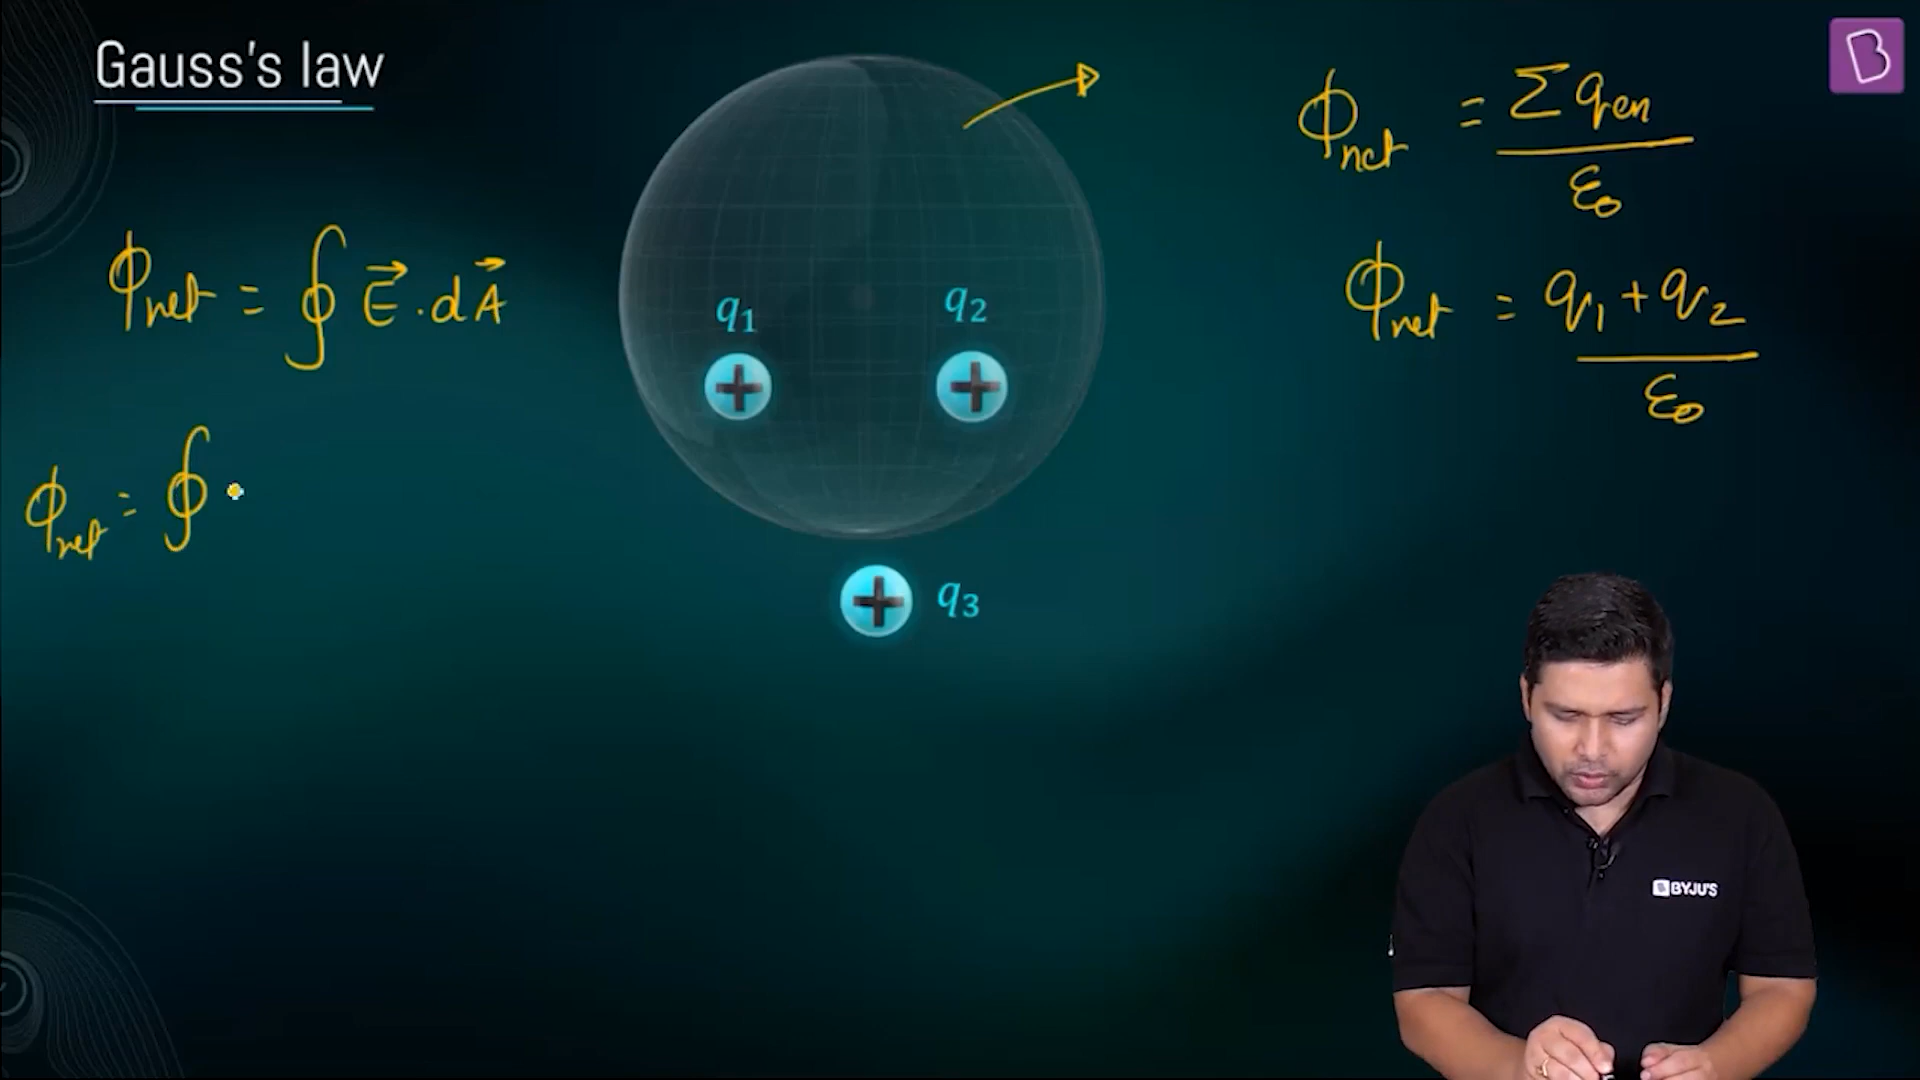 Gauss's law
ϕnet = Σqen / ε0
ϕnet = ∮ E⃗ . dA⃗
ϕnet = q1 + q2 / ε0
q1
q2
ϕnet = ∮
q3
BYJU'S